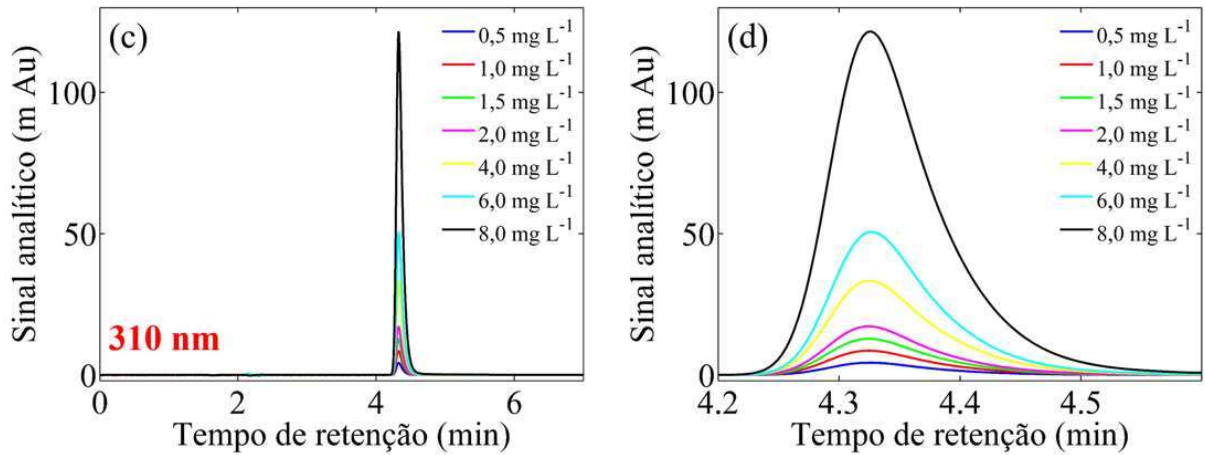 (c)
0,5 mg L-1
1,0 mg L-1
1,5 mg L-1
2,0 mg L-1
4,0 mg L-1
6,0 mg L-1
8,0 mg L-1
100
50
0
Sinal analítico (m Au)
310 nm
0 2 4 6
Tempo de retenção (min)
(d)
0,5 mg L-1
1,0 mg L-1
1,5 mg L-1
2,0 mg L-1
4,0 mg L-1
6,0 mg L-1
8,0 mg L-1
100
50
0
Sinal analítico (m Au)
4.2 4.3 4.4 4.5
Tempo de retenção (min)